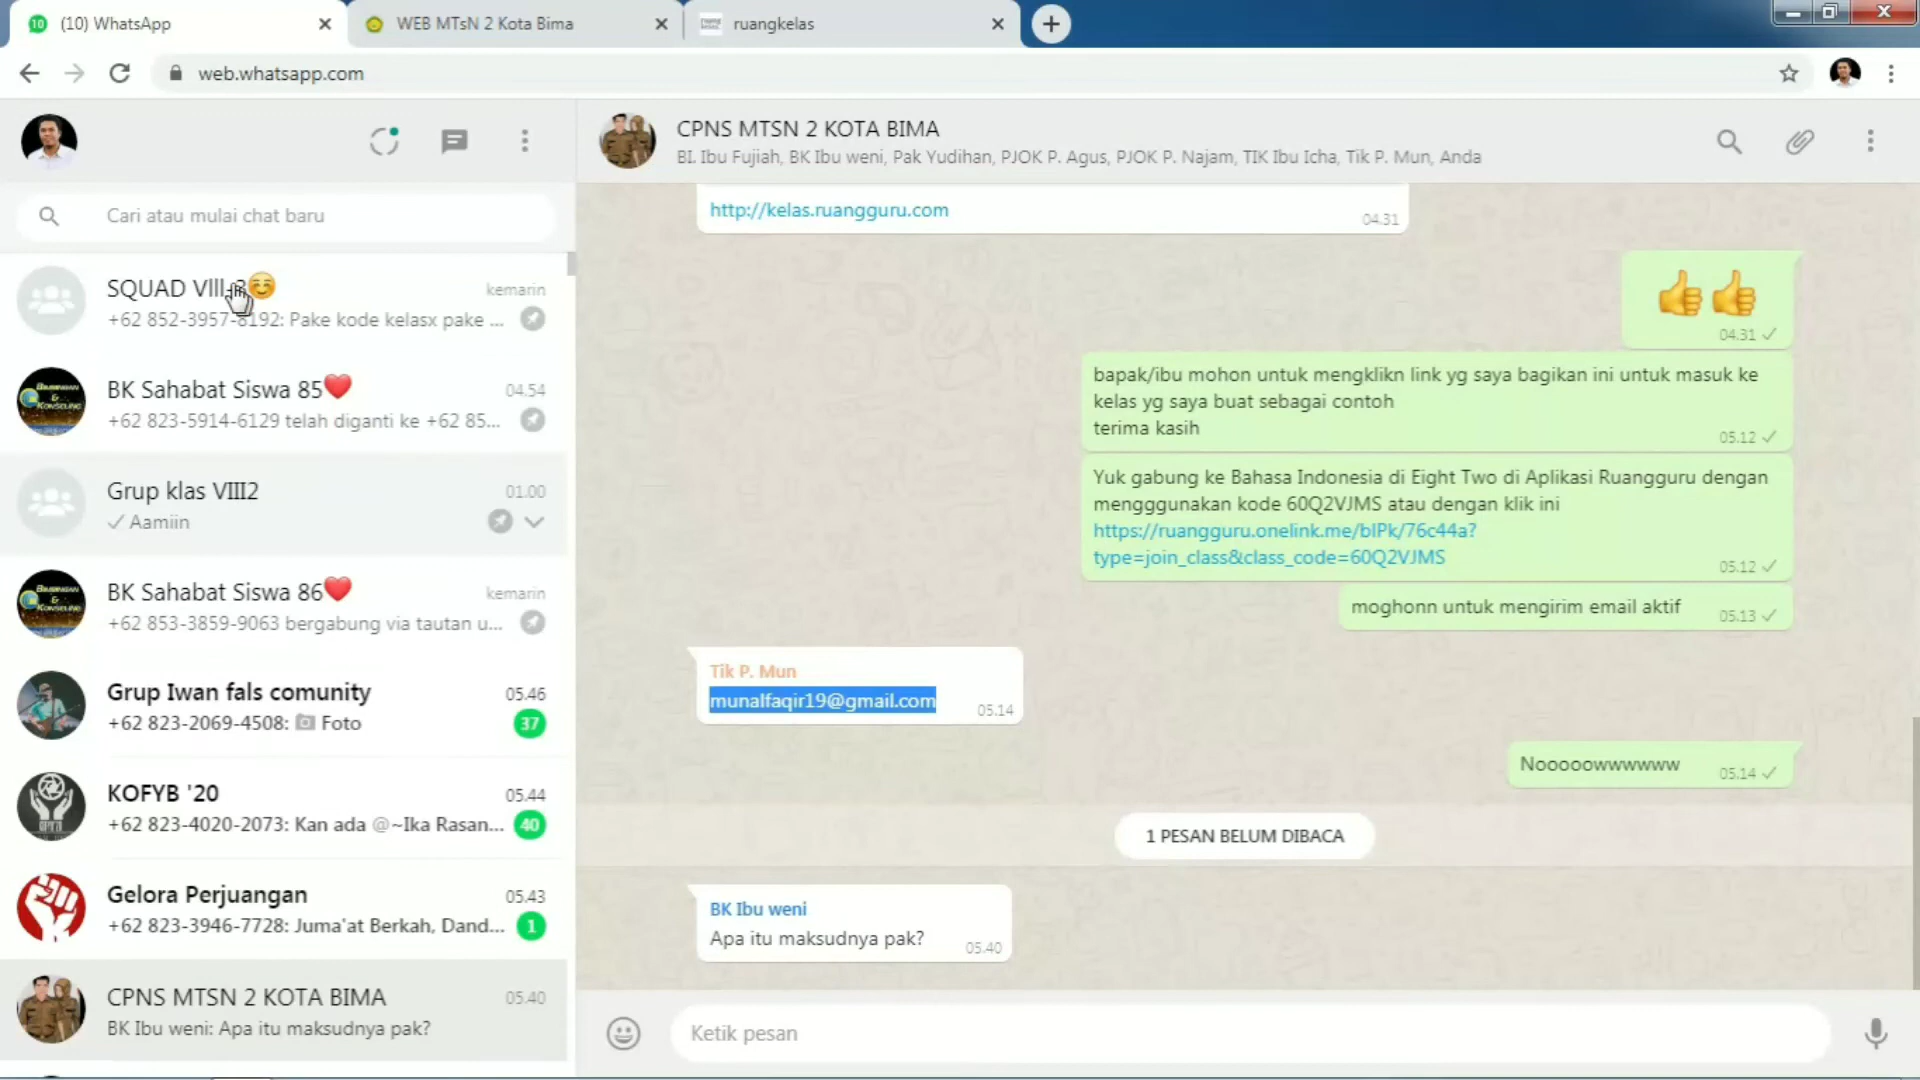 (10) WhatsApp
WEB MTsN 2 Kota Bima
ruangkelas
web.whatsapp.com
Cari atau mulai chat baru
SQUAD VIII-3😊
kemarin
+62 852-3957-8192: Pake kode kelasx pake ...
BK Sahabat Siswa 85❤️
04.54
+62 823-5914-6129 telah diganti ke +62 85...
Grup klas VIII2
01.00
Aamiin
BK Sahabat Siswa 86❤️
kemarin
+62 853-3859-9063 bergabung via tautan u...
Grup Iwan fals comunity
05.46
+62 823-2069-4508: Foto
37
KOFYB '20
05.44
+62 823-4020-2073: Kan ada @~Ika Rasan...
40
Gelora Perjuangan
05.43
+62 823-3946-7728: Juma'at Berkah, Dand...
1
CPNS MTSN 2 KOTA BIMA
05.40
BK Ibu weni: Apa itu maksudnya pak?
CPNS MTSN 2 KOTA BIMA
BI. Ibu Fujiah, BK Ibu weni, Pak Yudihan, PJOK P. Agus, PJOK P. Najam, TIK Ibu Icha, Tik P. Mun, Anda
http://kelas.ruangguru.com
04.31
👍👍
04.31
bapak/ibu mohon untuk mengklikn link yg saya bagikan ini untuk masuk ke
kelas yg saya buat sebagai contoh
terima kasih
05.12
Yuk gabung ke Bahasa Indonesia di Eight Two di Aplikasi Ruangguru dengan
mengggunakan kode 60Q2VJMS atau dengan klik ini
https://ruangguru.onelink.me/blPk/76c44a?
type=join_class&class_code=60Q2VJMS
05.12
moghonn untuk mengirim email aktif
05.13
Tik P. Mun
munalfaqir19@gmail.com
05.14
Nooooowwwwww
05.14
1 PESAN BELUM DIBACA
BK Ibu weni
Apa itu maksudnya pak?
05.40
Ketik pesan